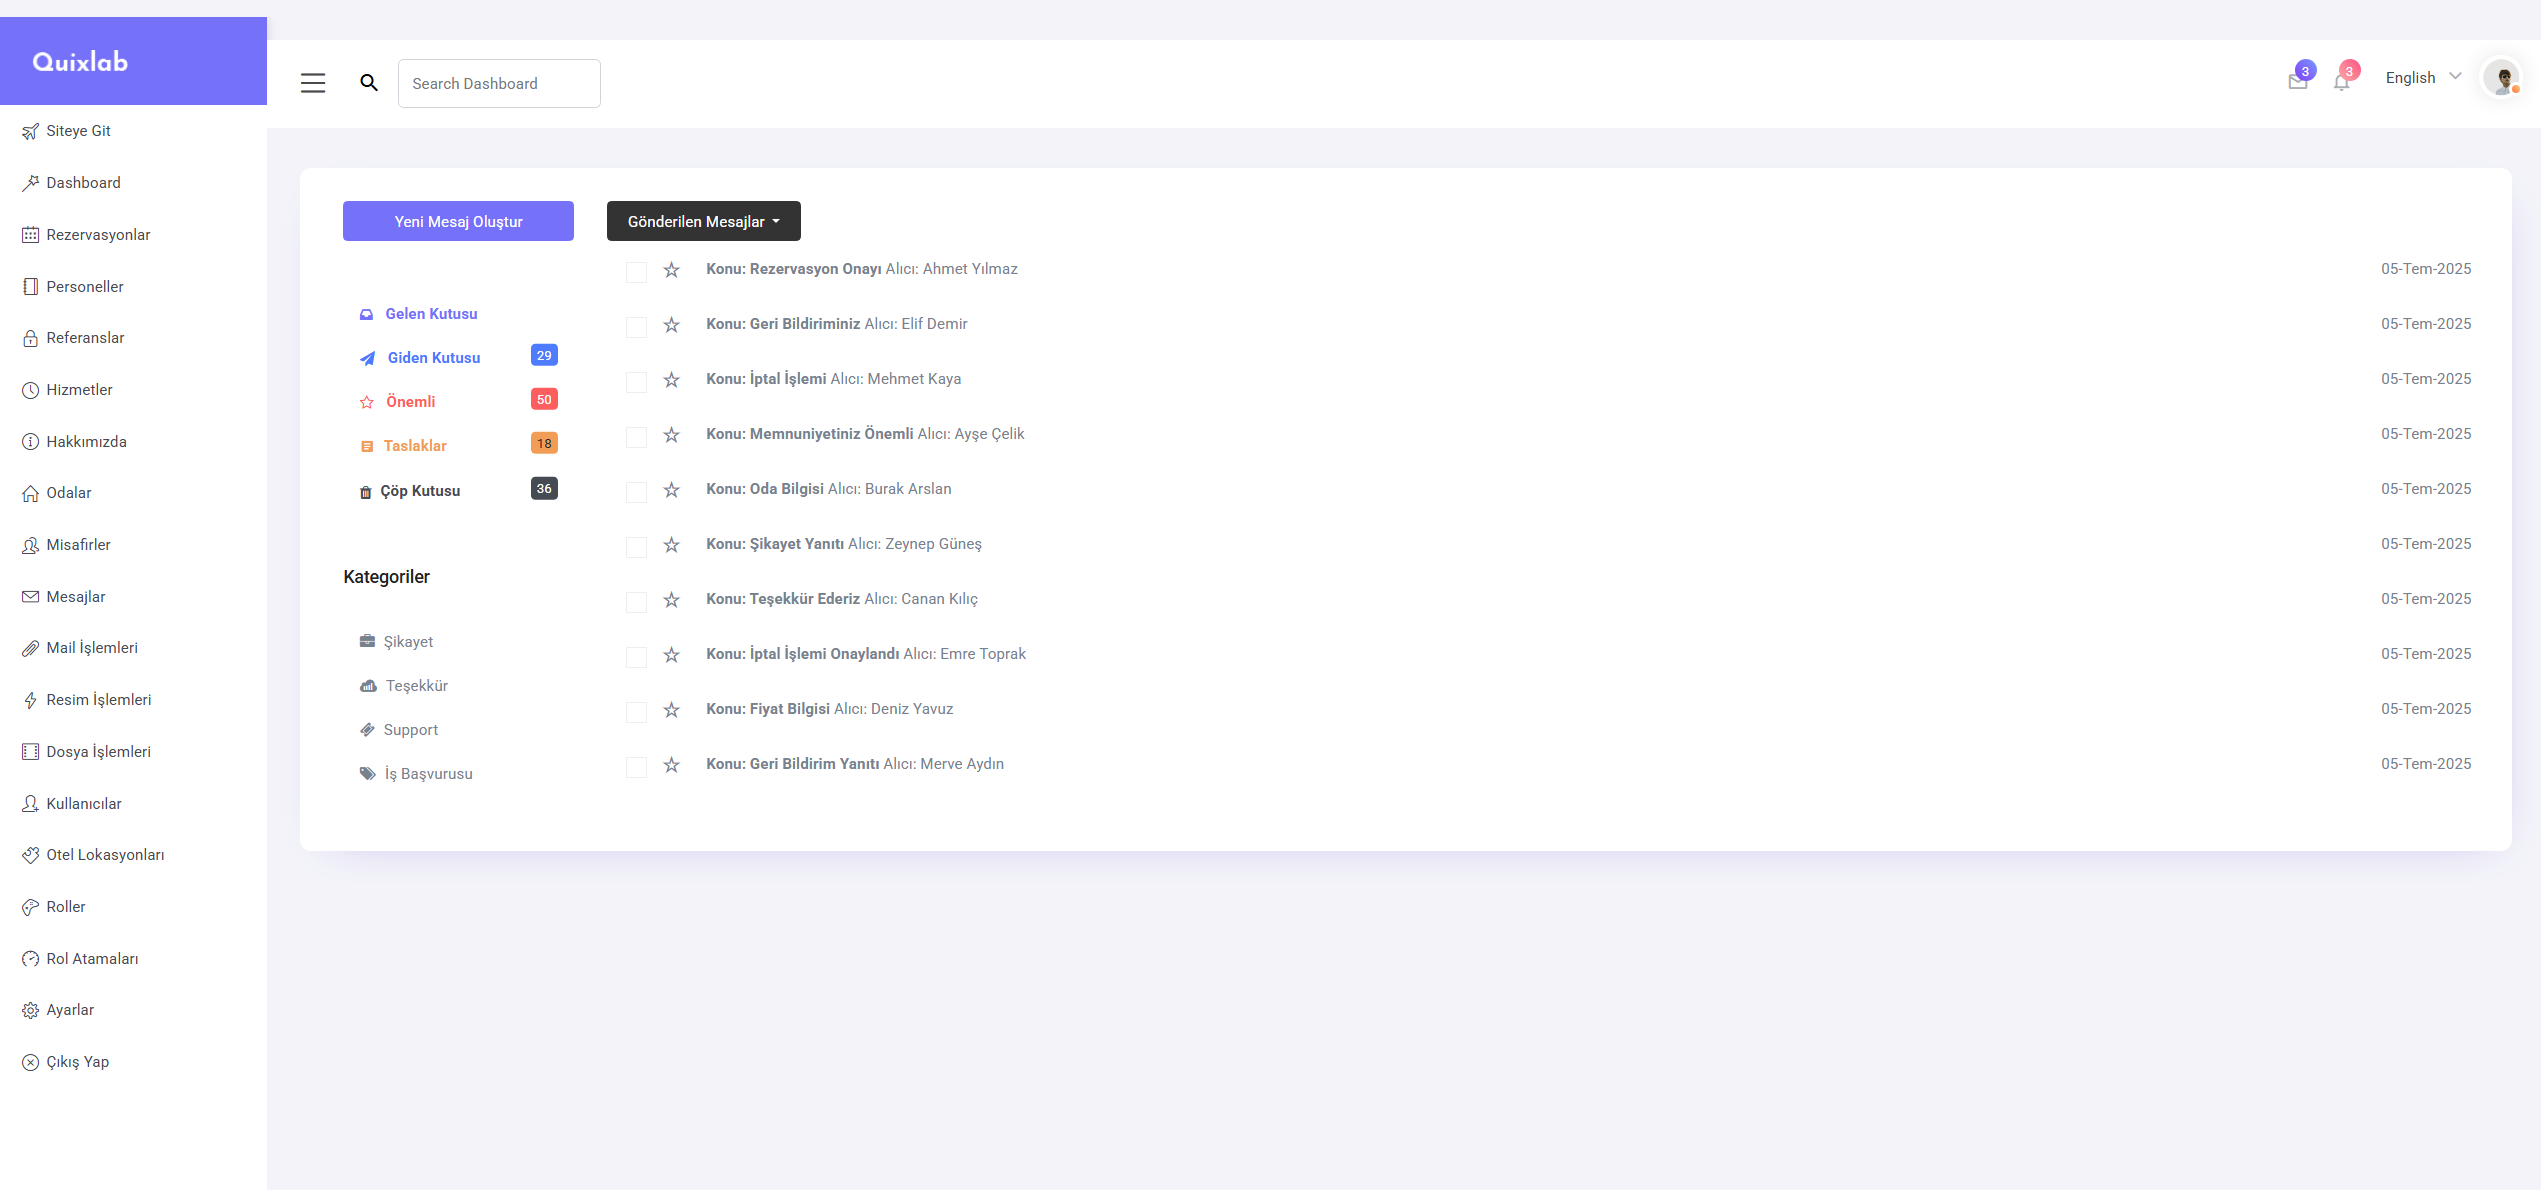 Quixlab
Search Dashboard
3
3
English
Siteye Git
Dashboard
Rezervasyonlar
Personeller
Referanslar
Hizmetler
Hakkımızda
Odalar
Misafirler
Mesajlar
Mail İşlemleri
Resim İşlemleri
Dosya İşlemleri
Kullanıcılar
Otel Lokasyonları
Roller
Rol Atamaları
Ayarlar
Çıkış Yap
Yeni Mesaj Oluştur
Gelen Kutusu
Giden Kutusu 29
Önemli 50
Taslaklar 18
Çöp Kutusu 36
Kategoriler
Şikayet
Teşekkür
Support
İş Başvurusu
Gönderilen Mesajlar
Konu: Rezervasyon Onayı Alıcı: Ahmet Yılmaz 05-Tem-2025
Konu: Geri Bildiriminiz Alıcı: Elif Demir 05-Tem-2025
Konu: İptal İşlemi Alıcı: Mehmet Kaya 05-Tem-2025
Konu: Memnuniyetiniz Önemli Alıcı: Ayşe Çelik 05-Tem-2025
Konu: Oda Bilgisi Alıcı: Burak Arslan 05-Tem-2025
Konu: Şikayet Yanıtı Alıcı: Zeynep Güneş 05-Tem-2025
Konu: Teşekkür Ederiz Alıcı: Canan Kılıç 05-Tem-2025
Konu: İptal İşlemi Onaylandı Alıcı: Emre Toprak 05-Tem-2025
Konu: Fiyat Bilgisi Alıcı: Deniz Yavuz 05-Tem-2025
Konu: Geri Bildirim Yanıtı Alıcı: Merve Aydın 05-Tem-2025